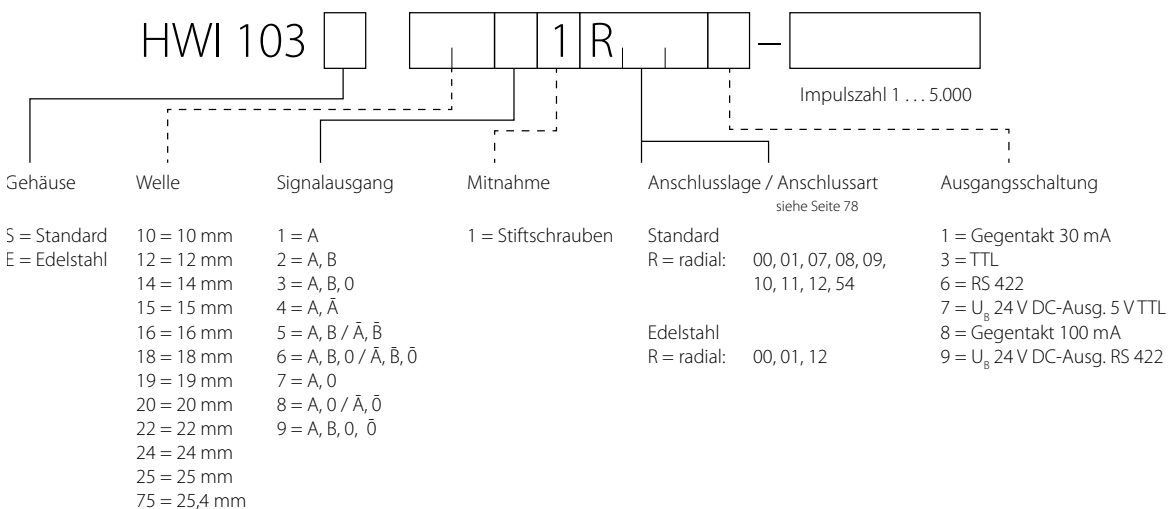 HWI 103 1 R –
Impulszahl 1 . . . 5.000
Gehäuse Welle Signalausgang Mitnahme Anschlusslage / Anschlussart Ausgangsschaltung
siehe Seite 78
S = Standard 10 = 10 mm 1 = A 1 = Stiftschrauben Standard 1 = Gegentakt 30 mA
E = Edelstahl 12 = 12 mm 2 = A, B R = radial: 00, 01, 07, 08, 09, 3 = TTL
14 = 14 mm 3 = A, B, 0 10, 11, 12, 54 6 = RS 422
15 = 15 mm 4 = A, Ā 7 = U_B 24 V DC-Ausg. 5 V TTL
16 = 16 mm 5 = A, B / Ā, B̄ Edelstahl 8 = Gegentakt 100 mA
18 = 18 mm 6 = A, B, 0 / Ā, B̄, 0̄ R = radial: 00, 01, 12 9 = U_B 24 V DC-Ausg. RS 422
19 = 19 mm 7 = A, 0
20 = 20 mm 8 = A, 0 / Ā, 0̄
22 = 22 mm 9 = A, B, 0, 0̄
24 = 24 mm
25 = 25 mm
75 = 25,4 mm